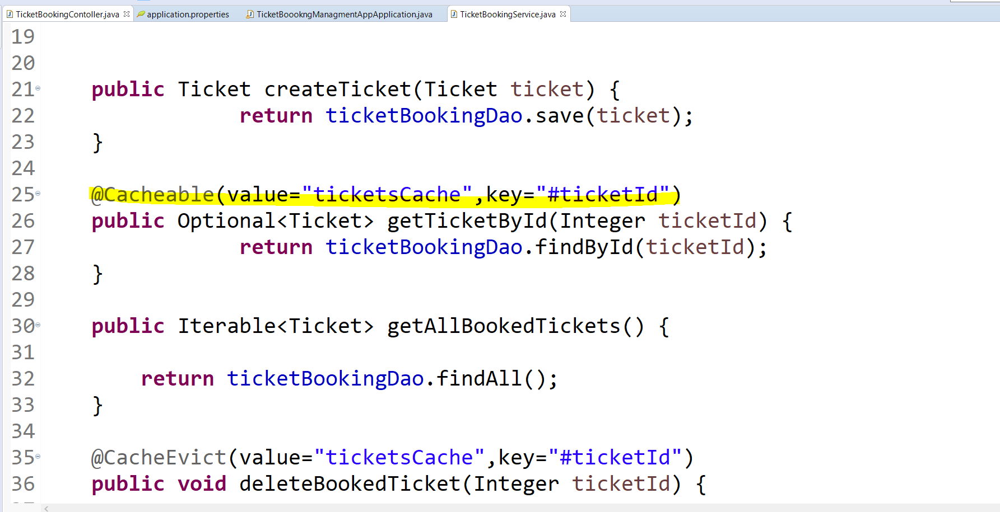 TicketBookingContoller.java application.properties TicketBoookngManagmentAppApplication.java TicketBookingService.java
19
20
21 public Ticket createTicket(Ticket ticket) {
22 return ticketBookingDao.save(ticket);
23 }
24
25 @Cacheable(value="ticketsCache",key="#ticketId")
26 public Optional<Ticket> getTicketById(Integer ticketId) {
27 return ticketBookingDao.findById(ticketId);
28 }
29
30 public Iterable<Ticket> getAllBookedTickets() {
31
32 return ticketBookingDao.findAll();
33 }
34
35 @CacheEvict(value="ticketsCache",key="#ticketId")
36 public void deleteBookedTicket(Integer ticketId) {